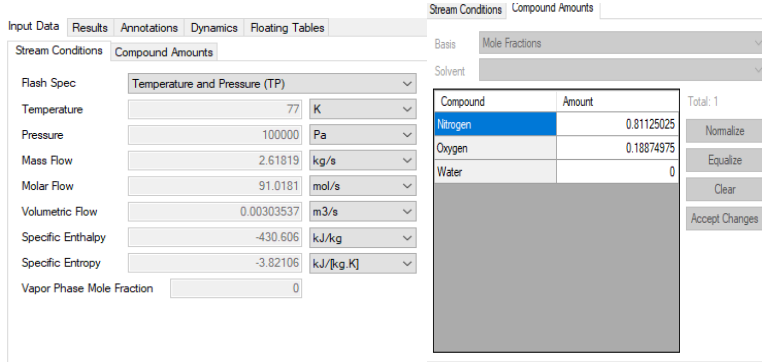 Input Data Results Annotations Dynamics Floating Tables
Stream Conditions Compound Amounts
Flash Spec Temperature and Pressure (TP)
Temperature 77 K
Pressure 100000 Pa
Mass Flow 2.61819 kg/s
Molar Flow 91.0181 mol/s
Volumetric Flow 0.00303537 m3/s
Specific Enthalpy -430.606 kJ/kg
Specific Entropy -3.82106 kJ/[kg.K]
Vapor Phase Mole Fraction 0
Stream Conditions Compound Amounts
Basis Mole Fractions
Solvent
Compound Amount Total: 1
Nitrogen 0.81125025 Normalize
Oxygen 0.18874975 Equalize
Water 0
Clear
Accept Changes